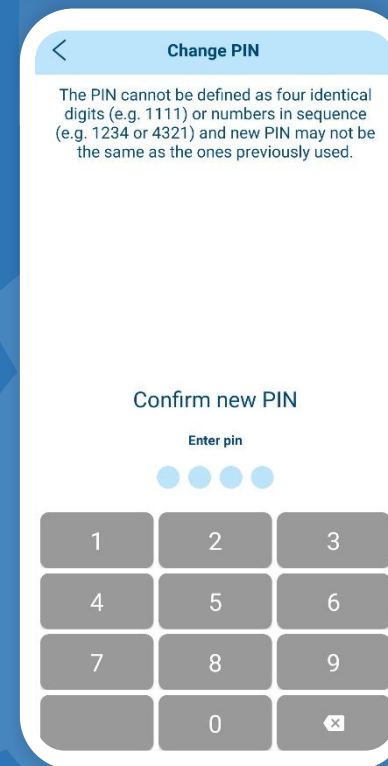 Change PIN
The PIN cannot be defined as four identical
digits (e.g. 1111) or numbers in sequence
(e.g. 1234 or 4321) and new PIN may not be
the same as the ones previously used.
Confirm new PIN
Enter pin
1 2 3
4 5 6
7 8 9
0